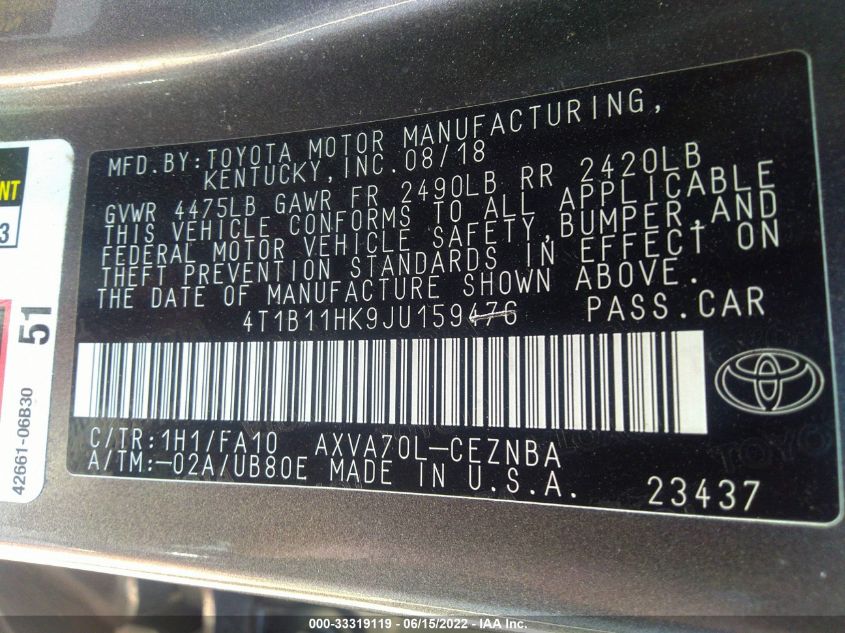 MFD.BY:TOYOTA MOTOR MANUFACTURING,
KENTUCKY,INC.08/18
GVWR 4475LB GAWR FR 2490LB RR 2420LB
THIS VEHICLE CONFORMS TO ALL APPLICABLE
FEDERAL MOTOR VEHICLE SAFETY,BUMPER,AND
THEFT PREVENTION STANDARDS IN EFFECT ON
THE DATE OF MANUFACTURE SHOWN ABOVE.
4T1B11HK9JU159476 PASS.CAR
C/TR:1H1/FA10 AXVA70L-CEZNBA
A/TM:-02A/UB80E MADE IN U.S.A.
23437
51
42661-06B30
000-33319119 - 06/15/2022 - IAA Inc.